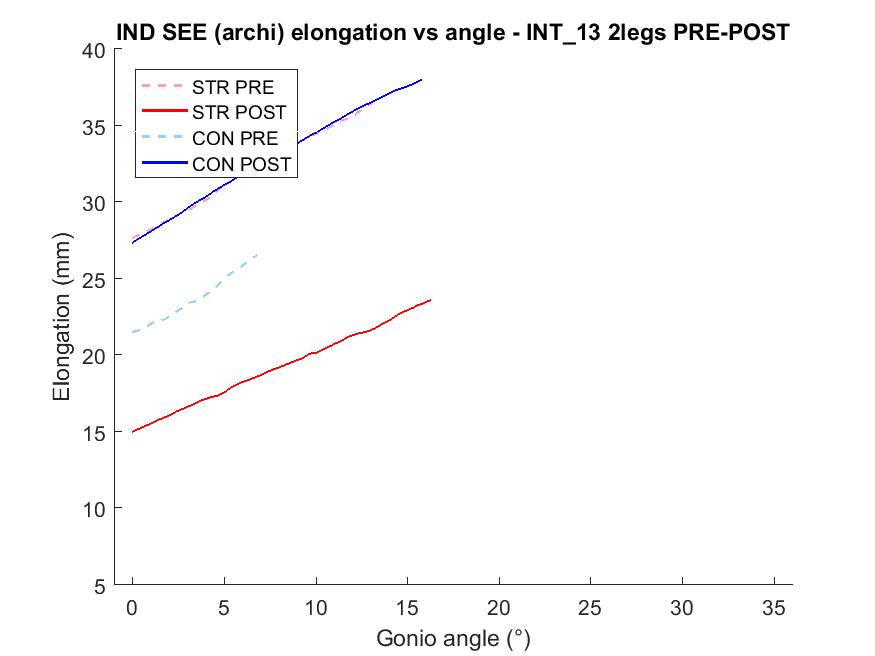 IND SEE (archi) elongation vs angle - INT_13 2legs PRE-POST
40
35
30
25
20
15
10
5
Elongation (mm)
STR PRE
STR POST
CON PRE
CON POST
0 5 10 15 20 25 30 35
Gonio angle (°)